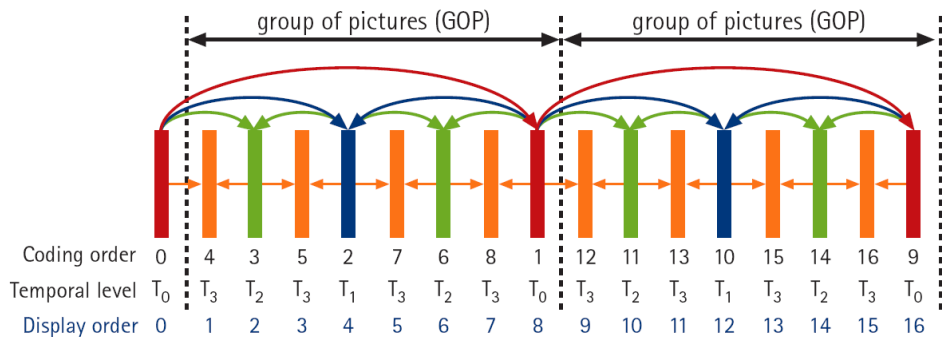 group of pictures (GOP) group of pictures (GOP)
Coding order 0 4 3 5 2 7 6 8 1 12 11 13 10 15 14 16 9
Temporal level T0 T3 T2 T3 T1 T3 T2 T3 T0 T3 T2 T3 T1 T3 T2 T3 T0
Display order 0 1 2 3 4 5 6 7 8 9 10 11 12 13 14 15 16